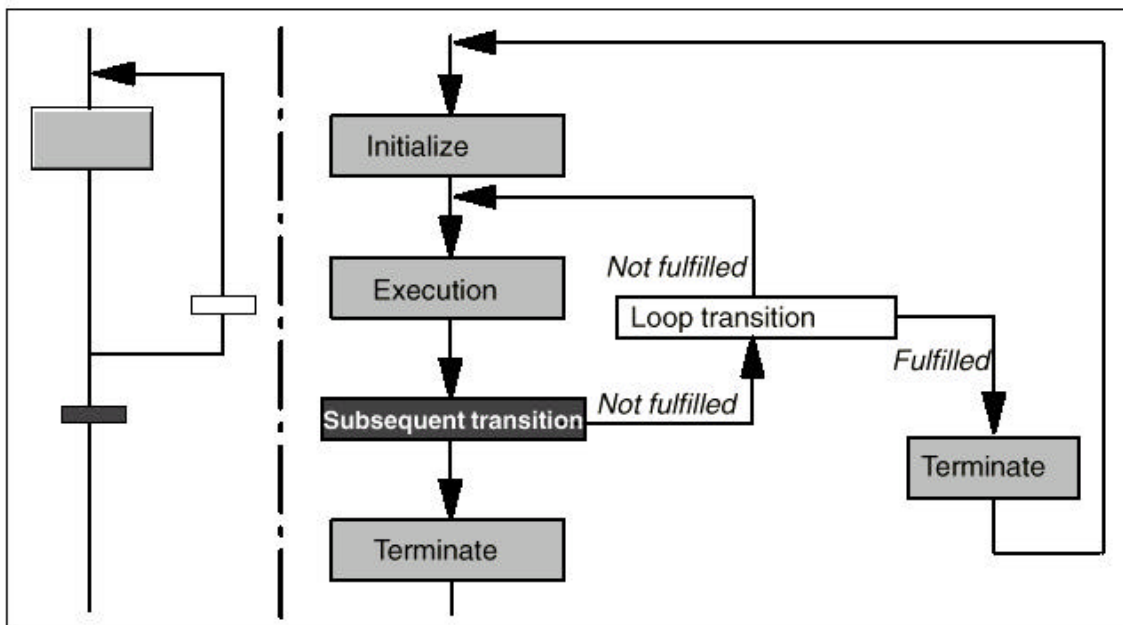 Initialize
Not fulfilled
Execution
Loop transition
Fulfilled
Subsequent transition
Not fulfilled
Terminate
Terminate